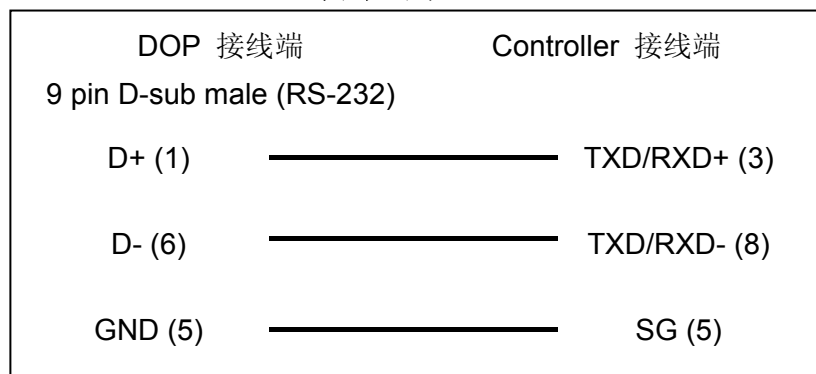 DOP 接线端 Controller 接线端
9 pin D-sub male (RS-232)
D+ (1) TXD/RXD+ (3)
D- (6) TXD/RXD- (8)
GND (5) SG (5)